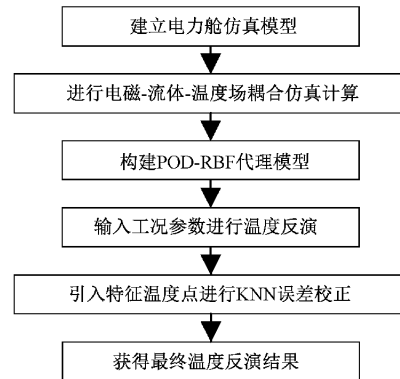 建立电力舱仿真模型
进行电磁-流体-温度场耦合仿真计算
构建POD-RBF代理模型
输入工况参数进行温度反演
引入特征温度点进行KNN误差校正
获得最终温度反演结果